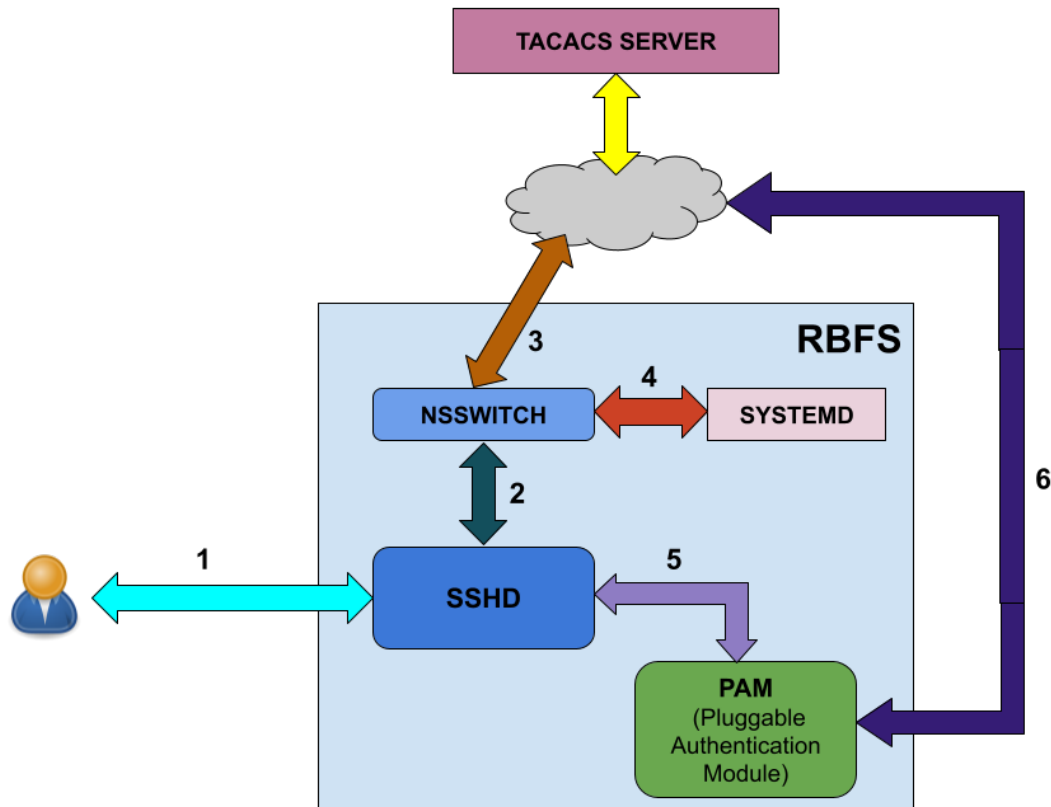 TACACS SERVER
RBFS
3
4
NSSWITCH
SYSTEMD
2
6
1
5
SSHD
PAM
(Pluggable
Authentication
Module)